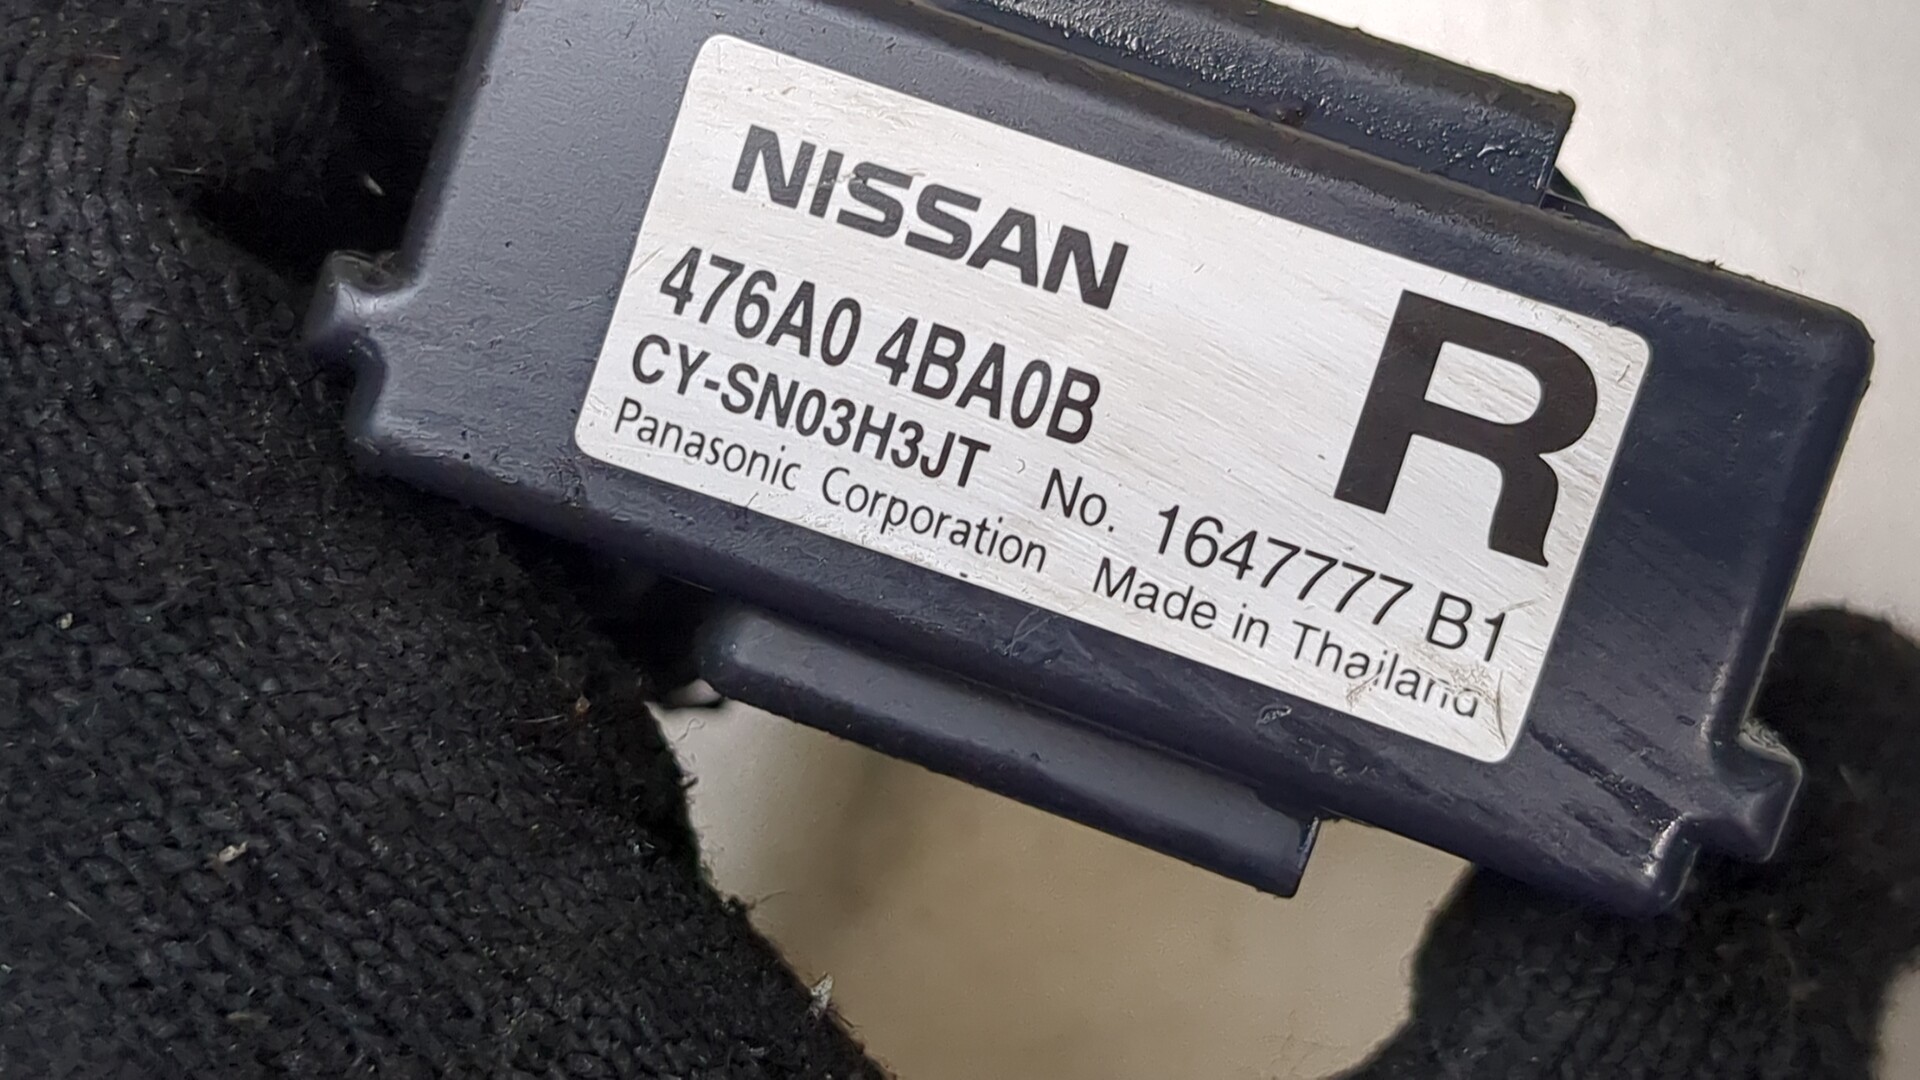 NISSAN
476A0 4BA0B
R
CY-SN03H3JT No. 1647777 B1
Panasonic Corporation Made in Thailand